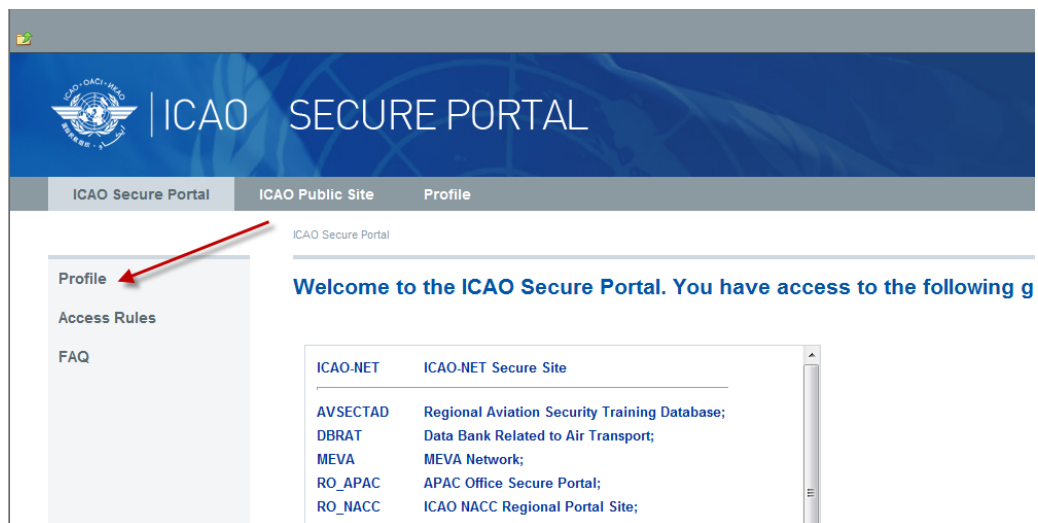 ICAO SECURE PORTAL
ICAO · OACI · ИКАО
ICAO Secure Portal ICAO Public Site Profile
ICAO Secure Portal
Profile
Access Rules
FAQ
Welcome to the ICAO Secure Portal. You have access to the following g
ICAO-NET ICAO-NET Secure Site
AVSECTAD Regional Aviation Security Training Database;
DBRAT Data Bank Related to Air Transport;
MEVA MEVA Network;
RO_APAC APAC Office Secure Portal;
RO_NACC ICAO NACC Regional Portal Site;